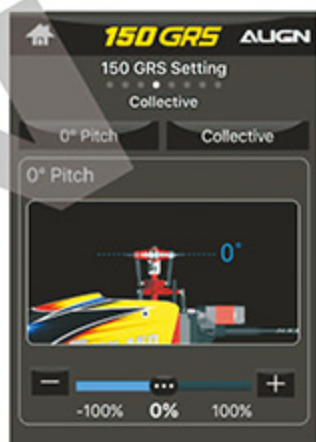 150 GRS ALIGN
150 GRS Setting
Collective
0° Pitch Collective
0° Pitch
0°
-100% 0% 100%